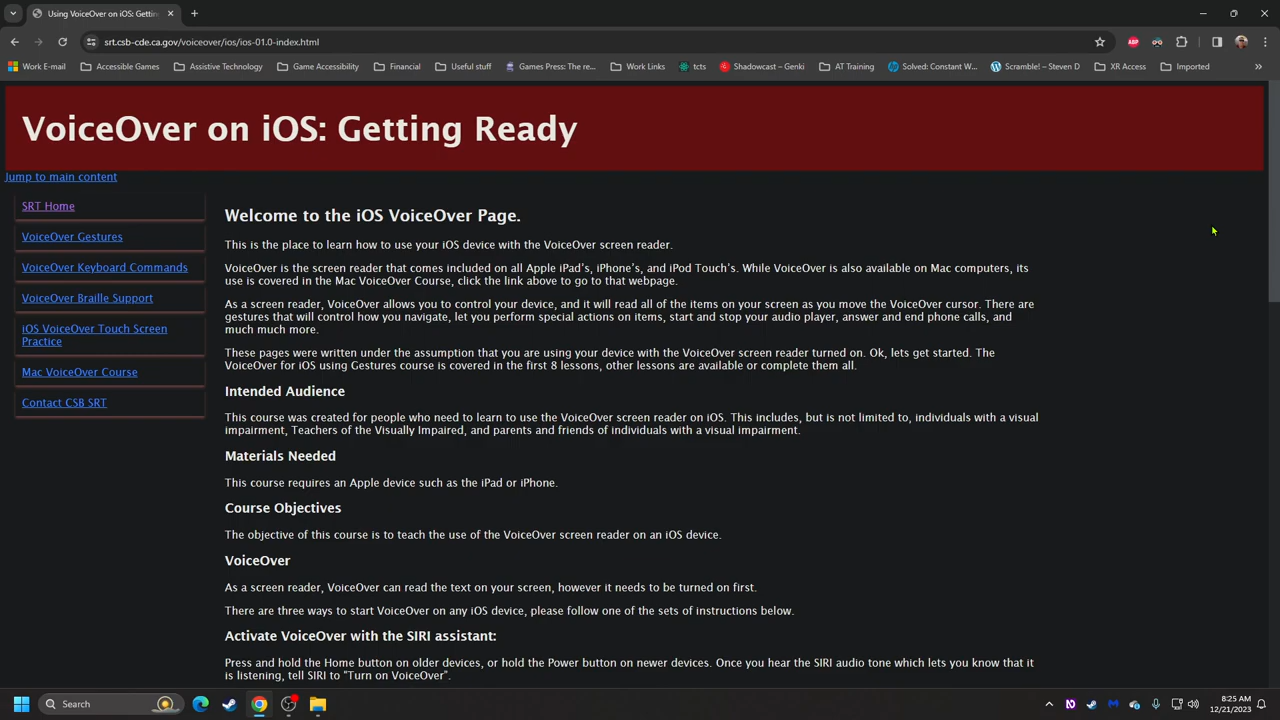 Using VoiceOver on iOS: Gettin
srt.csb-cde.ca.gov/voiceover/ios/ios-01.0-index.html
ABP
Work E-mail
Accessible Games
Assistive Technology
Game Accessibility
Financial
Useful stuff
Games Press: The re...
Work Links
tcts
Shadowcast – Genki
AT Training
Solved: Constant W...
Scramble! – Steven D
XR Access
Imported
VoiceOver on iOS: Getting Ready
Jump to main content
SRT Home
VoiceOver Gestures
VoiceOver Keyboard Commands
VoiceOver Braille Support
iOS VoiceOver Touch Screen
Practice
Mac VoiceOver Course
Contact CSB SRT
Welcome to the iOS VoiceOver Page.
This is the place to learn how to use your iOS device with the VoiceOver screen reader.
VoiceOver is the screen reader that comes included on all Apple iPad’s, iPhone’s, and iPod Touch’s. While VoiceOver is also available on Mac computers, its
use is covered in the Mac VoiceOver Course, click the link above to go to that webpage.
As a screen reader, VoiceOver allows you to control your device, and it will read all of the items on your screen as you move the VoiceOver cursor. There are
gestures that will control how you navigate, let you perform special actions on items, start and stop your audio player, answer and end phone calls, and
much much more.
These pages were written under the assumption that you are using your device with the VoiceOver screen reader turned on. Ok, lets get started. The
VoiceOver for iOS using Gestures course is covered in the first 8 lessons, other lessons are available or complete them all.
Intended Audience
This course was created for people who need to learn to use the VoiceOver screen reader on iOS. This includes, but is not limited to, individuals with a visual
impairment, Teachers of the Visually Impaired, and parents and friends of individuals with a visual impairment.
Materials Needed
This course requires an Apple device such as the iPad or iPhone.
Course Objectives
The objective of this course is to teach the use of the VoiceOver screen reader on an iOS device.
VoiceOver
As a screen reader, VoiceOver can read the text on your screen, however it needs to be turned on first.
There are three ways to start VoiceOver on any iOS device, please follow one of the sets of instructions below.
Activate VoiceOver with the SIRI assistant:
Press and hold the Home button on older devices, or hold the Power button on newer devices. Once you hear the SIRI audio tone which lets you know that it
is listening, tell SIRI to “Turn on VoiceOver”.
Search
8:25 AM
12/21/2023